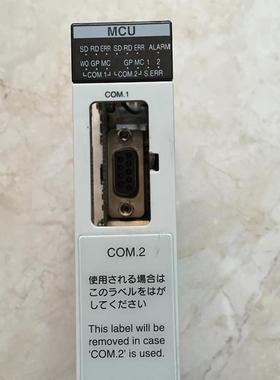 MCU
SD RD ERR SD RD ERR ALARM
WO GP MC GP MC 1 2
COM.1 COM.2 S.ERR
COM.1
COM.2
使用される場合は
このラベルをはが
してください
This label will be
removed in case
'COM.2' is used.